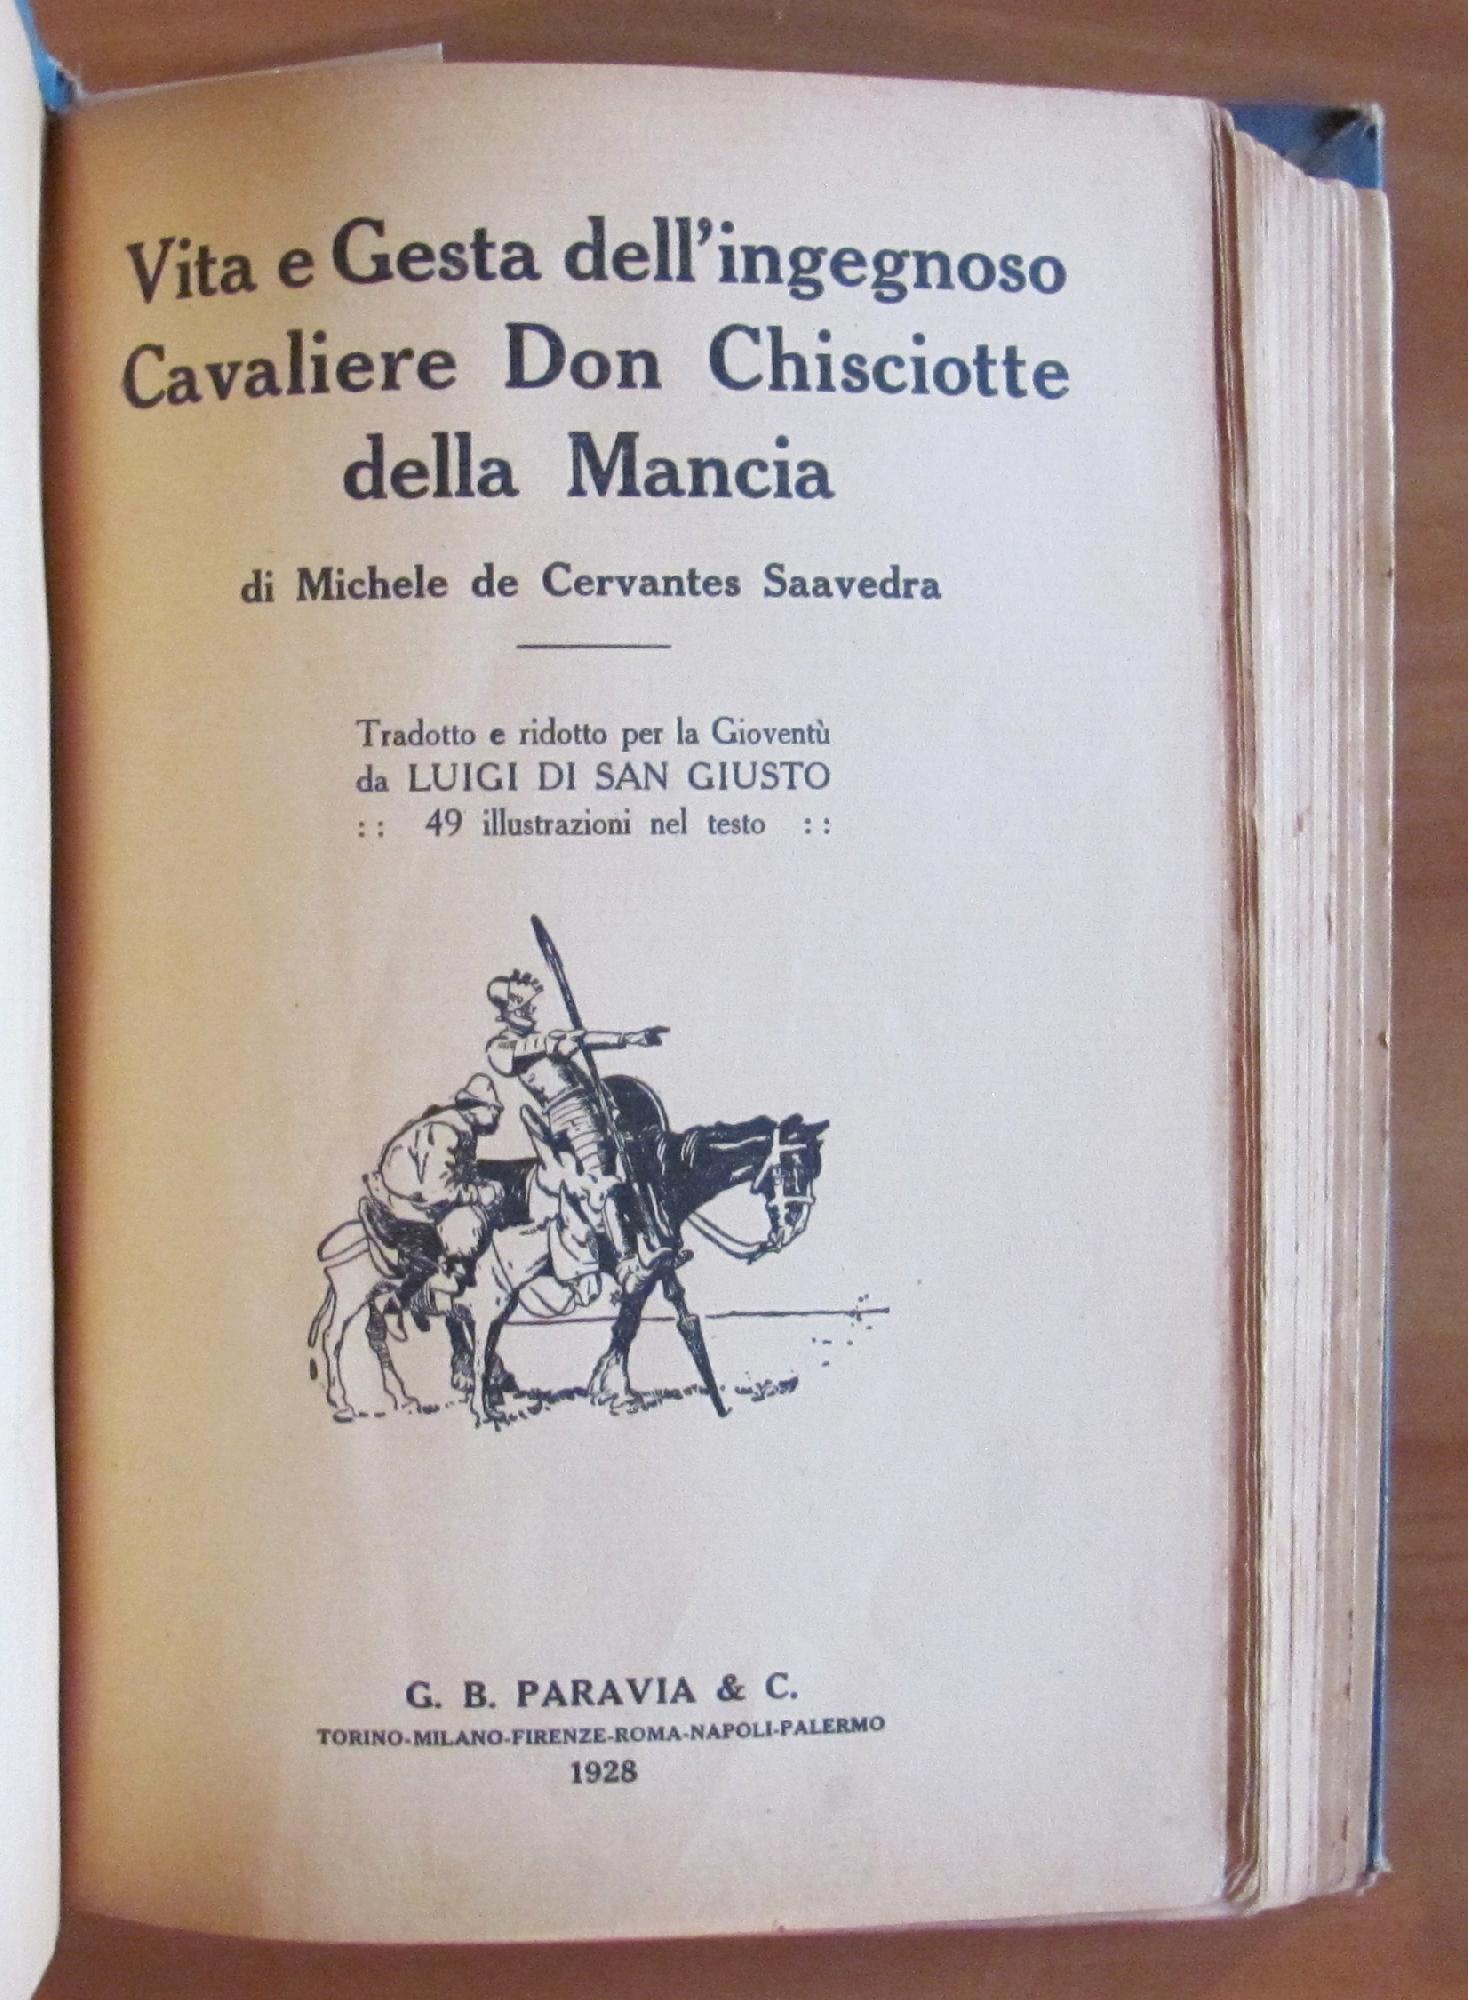 Vita e Gesta dell'ingegnoso
Cavaliere Don Chisciotte
della Mancia
di Michele de Cervantes Saavedra
Tradotto e ridotto per la Gioventù
da LUIGI DI SAN GIUSTO
:: 49 illustrazioni nel testo ::
G. B. PARAVIA & C.
TORINO-MILANO-FIRENZE-ROMA-NAPOLI-PALERMO
1928